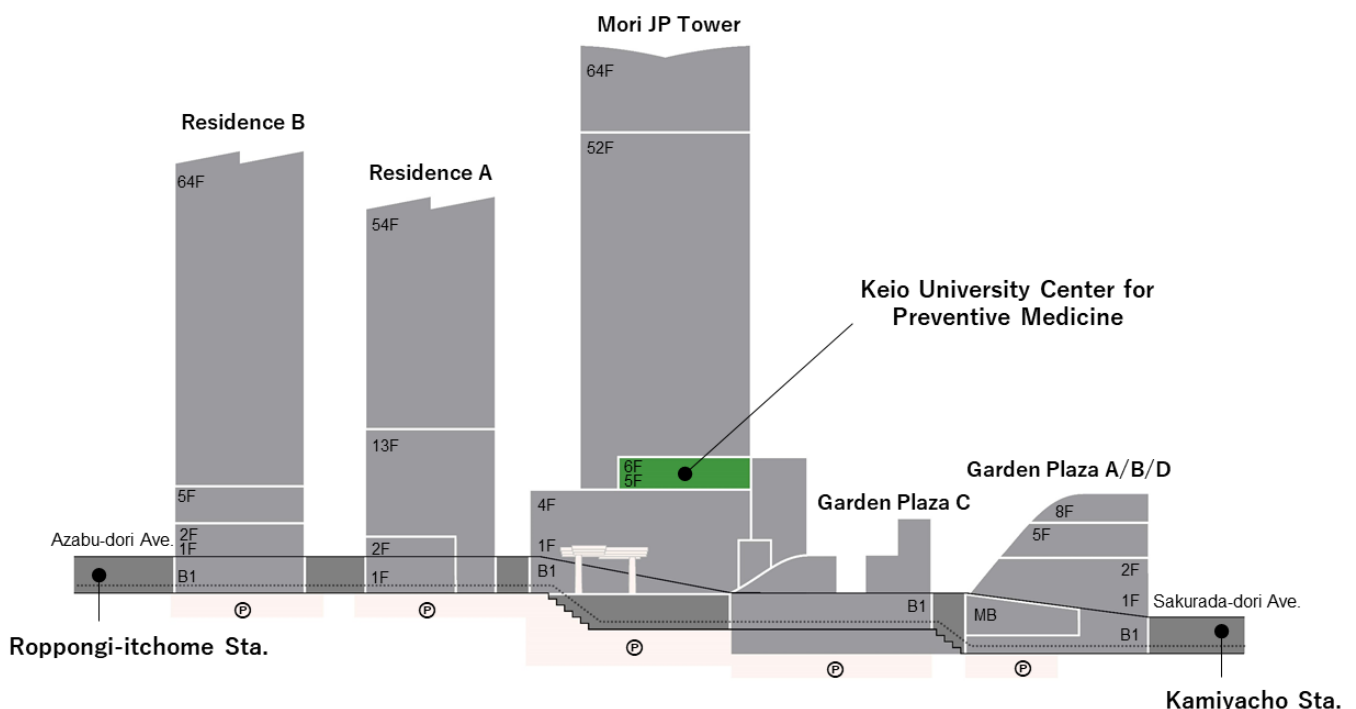 Mori JP Tower
64F
52F
Residence B
64F
5F
2F
1F
B1
Residence A
54F
13F
2F
1F
Keio University Center for
Preventive Medicine
6F
5F
4F
1F
B1
Garden Plaza C
B1
Garden Plaza A/B/D
8F
5F
2F
1F
MB
B1
Azabu-dori Ave.
Sakurada-dori Ave.
P
P
P
P
P
Roppongi-itchome Sta.
Kamiyacho Sta.